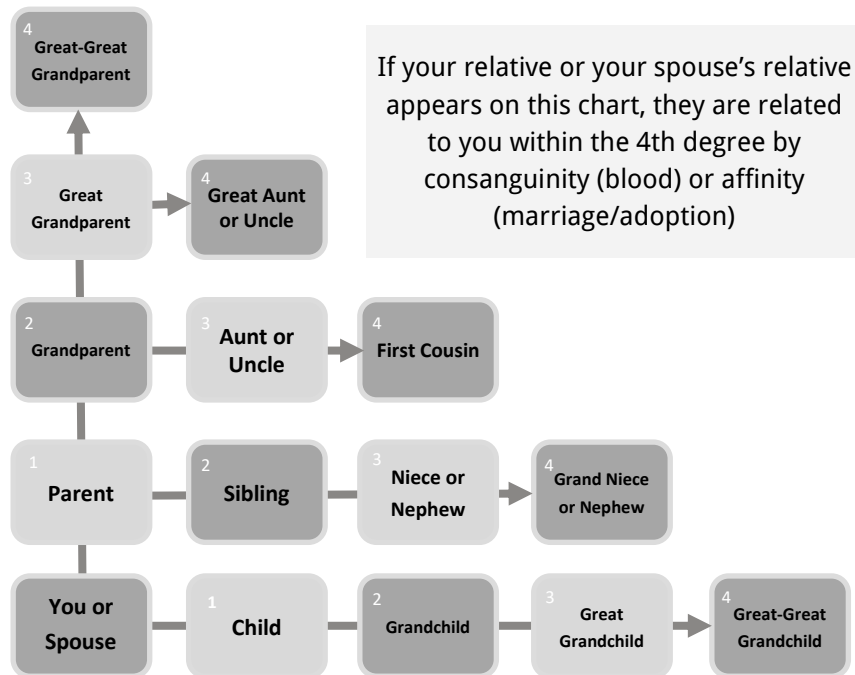 4
Great-Great
Grandparent
If your relative or your spouse’s relative
appears on this chart, they are related
to you within the 4th degree by
consanguinity (blood) or affinity
(marriage/adoption)
3
Great
Grandparent
4
Great Aunt
or Uncle
2
Grandparent
3
Aunt or
Uncle
4
First Cousin
1
Parent
2
Sibling
3
Niece or
Nephew
4
Grand Niece
or Nephew
You or
Spouse
1
Child
2
Grandchild
3
Great
Grandchild
4
Great-Great
Grandchild